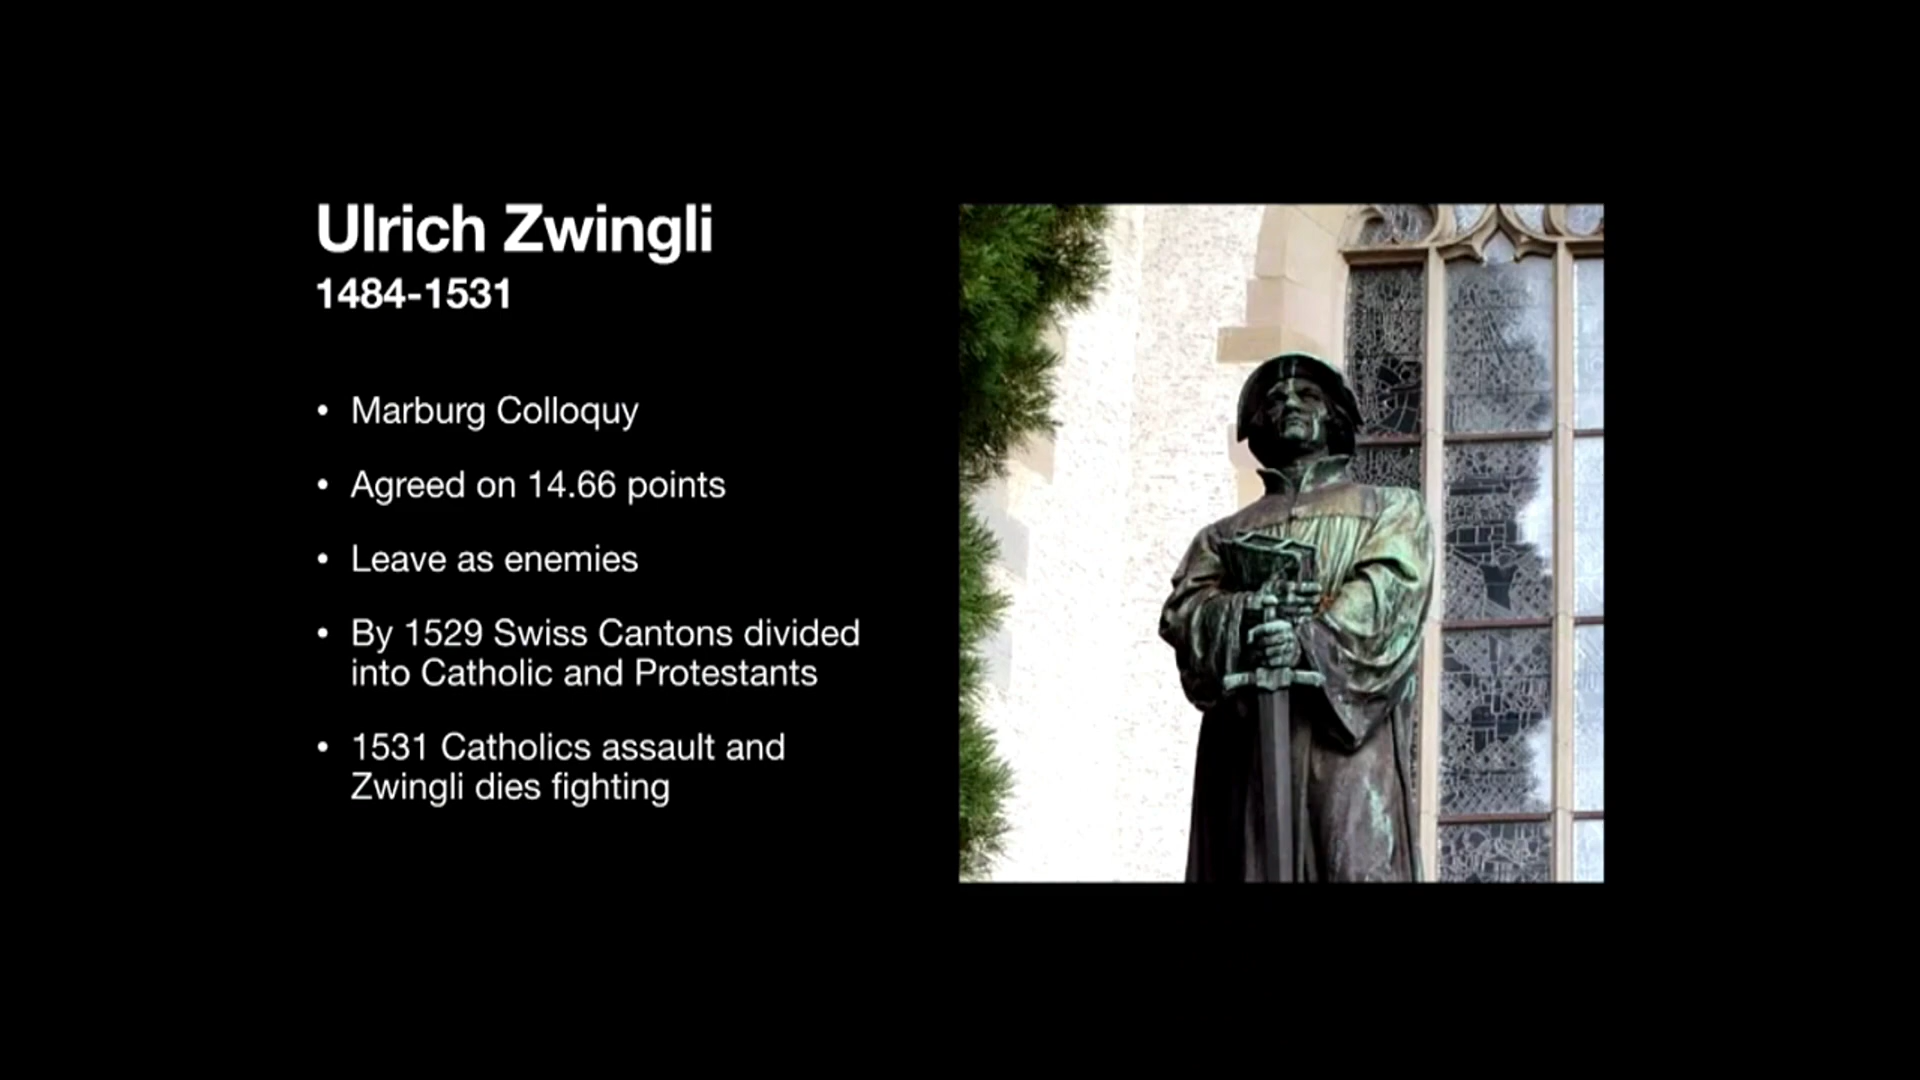 Ulrich Zwingli
1484-1531
• Marburg Colloquy
• Agreed on 14.66 points
• Leave as enemies
• By 1529 Swiss Cantons divided
into Catholic and Protestants
• 1531 Catholics assault and
Zwingli dies fighting